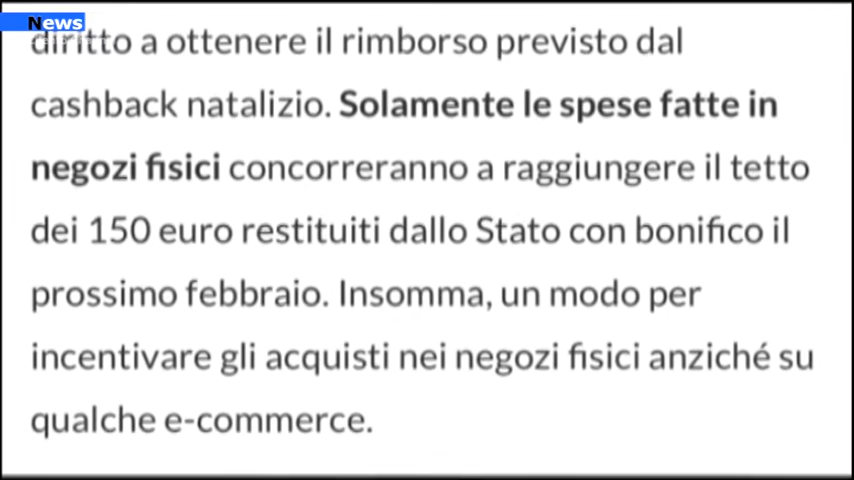 News
diritto a ottenere il rimborso previsto dal
cashback natalizio. Solamente le spese fatte in
negozi fisici concorreranno a raggiungere il tetto
dei 150 euro restituiti dallo Stato con bonifico il
prossimo febbraio. Insomma, un modo per
incentivare gli acquisti nei negozi fisici anziché su
qualche e-commerce.